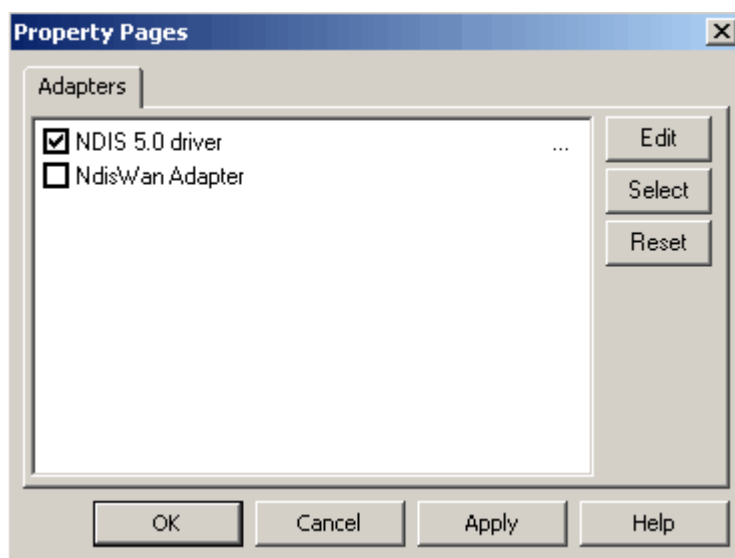 Property Pages
Adapters
NDIS 5.0 driver ...
NdisWan Adapter
Edit
Select
Reset
OK Cancel Apply Help